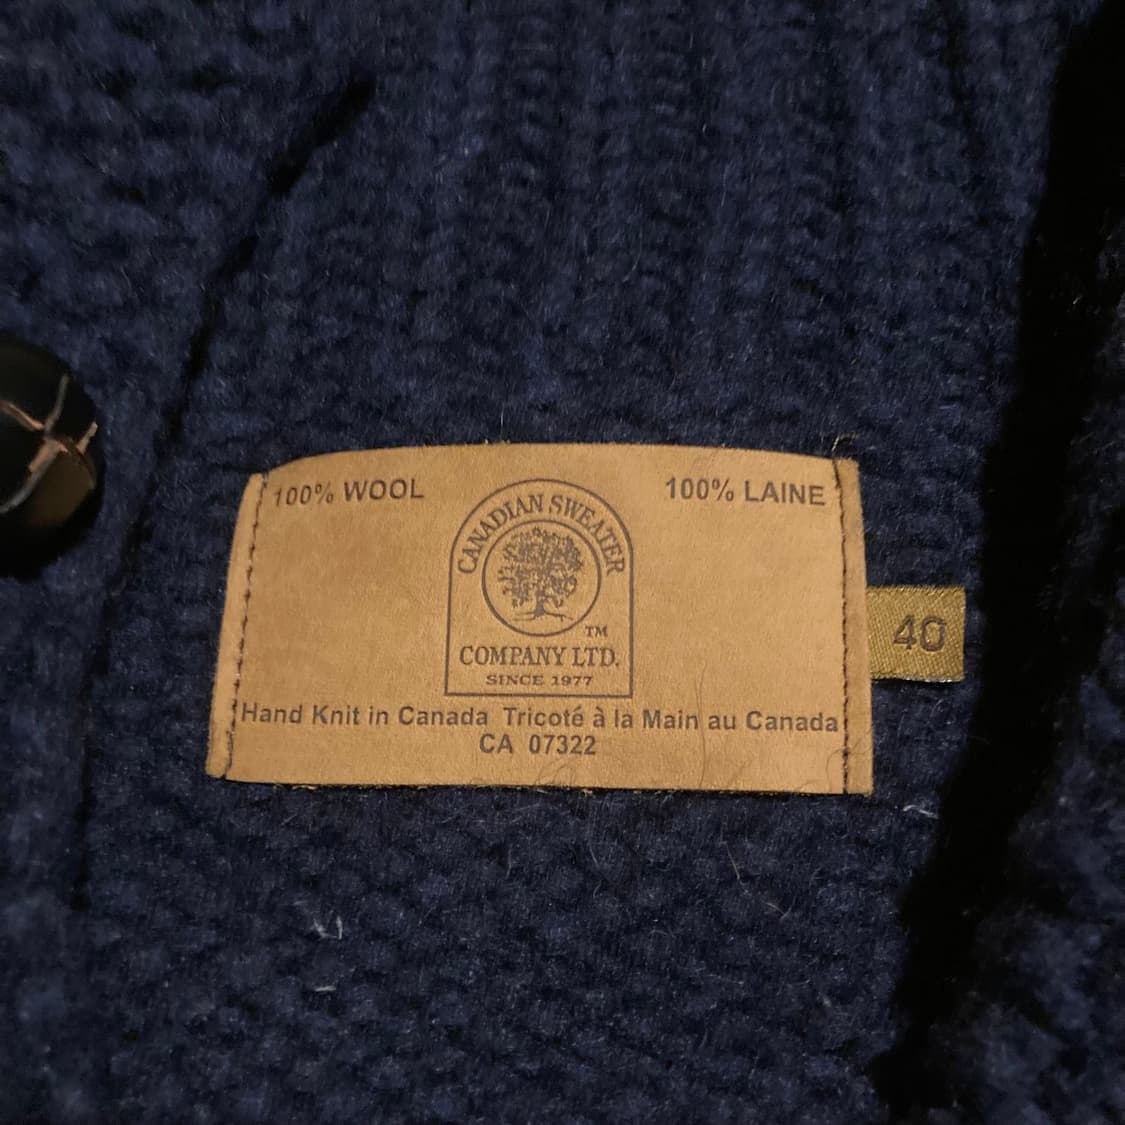 100% WOOL 100% LAINE
CANADIAN SWEATER
TM
COMPANY LTD.
SINCE 1977
Hand Knit in Canada Tricoté à la Main au Canada
CA 07322
40